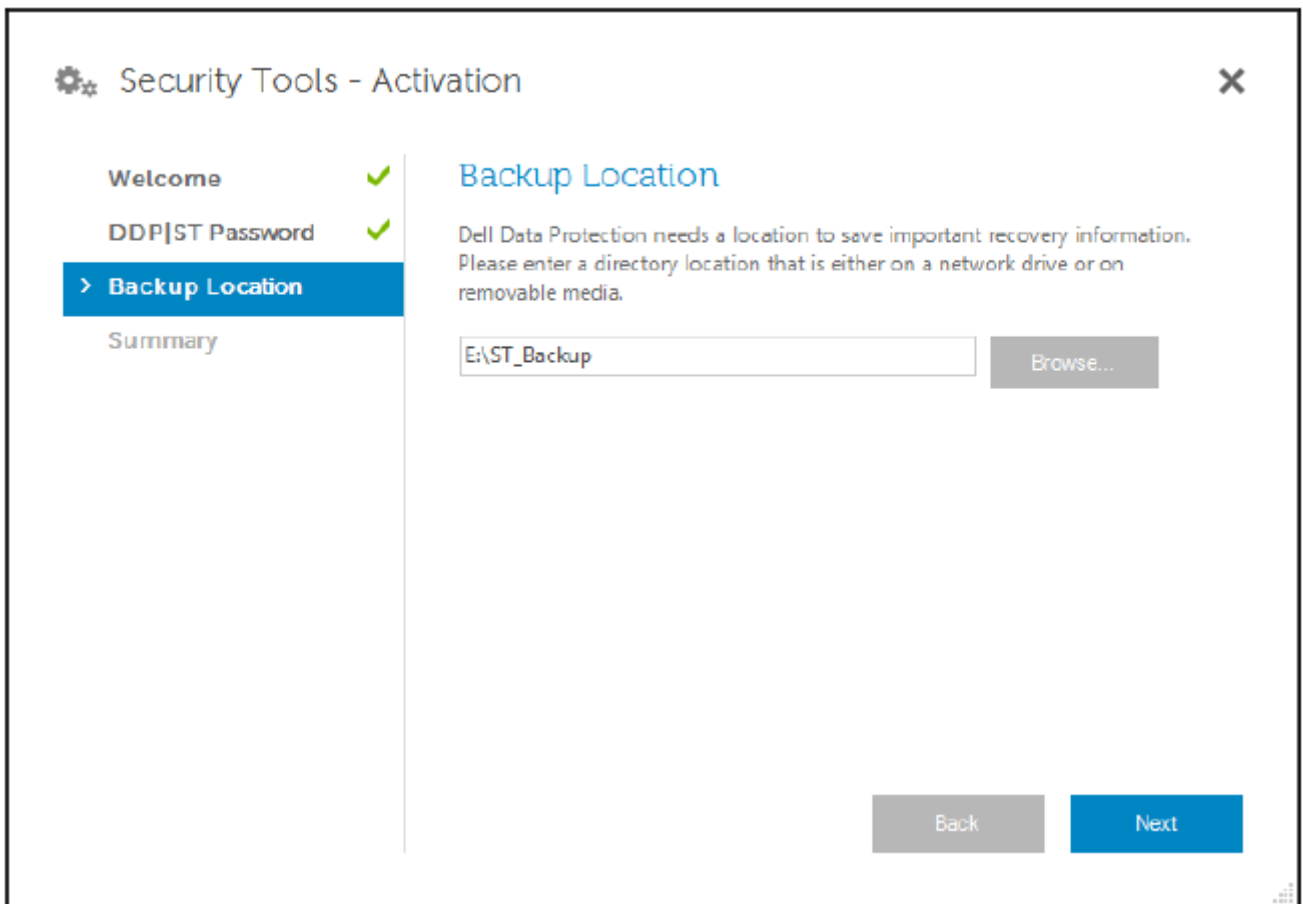 Security Tools - Activation
Welcome
DDP|ST Password
> Backup Location
Summary
Backup Location
Dell Data Protection needs a location to save important recovery information.
Please enter a directory location that is either on a network drive or on
removable media.
E:\ST_Backup
Browse...
Back
Next